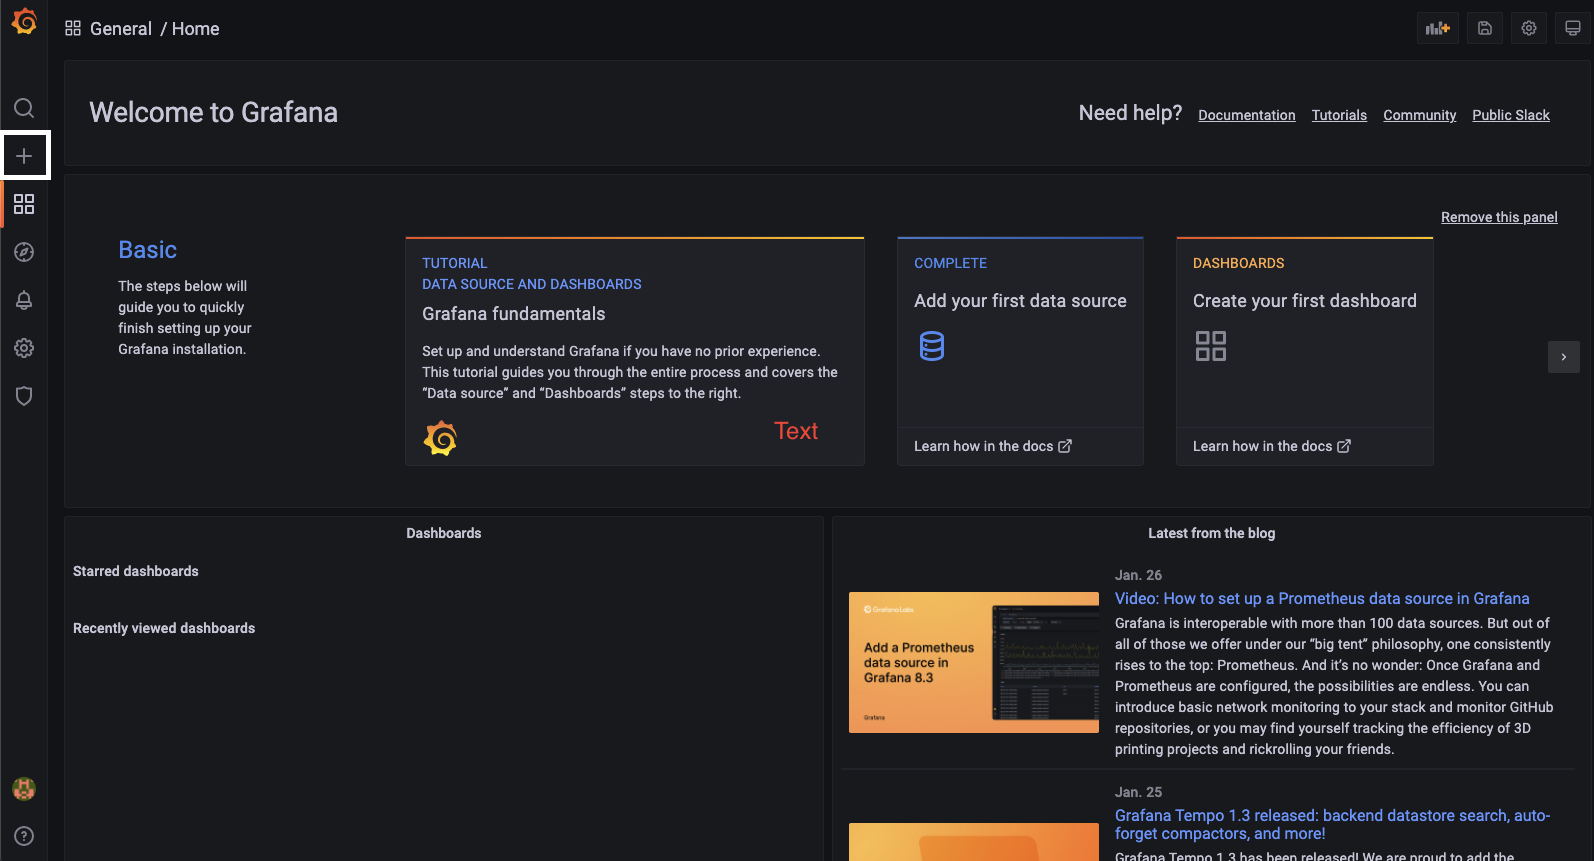 General / Home
Welcome to Grafana
Need help? Documentation Tutorials Community Public Slack
Remove this panel
Basic
The steps below will
guide you to quickly
finish setting up your
Grafana installation.
TUTORIAL
DATA SOURCE AND DASHBOARDS
Grafana fundamentals
Set up and understand Grafana if you have no prior experience.
This tutorial guides you through the entire process and covers the
“Data source” and “Dashboards” steps to the right.
Text
COMPLETE
Add your first data source
Learn how in the docs
DASHBOARDS
Create your first dashboard
Learn how in the docs
Dashboards
Starred dashboards
Recently viewed dashboards
Latest from the blog
Grafana Labs
Add a Prometheus
data source in
Grafana 8.3
Grafana
Jan. 26
Video: How to set up a Prometheus data source in Grafana
Grafana is interoperable with more than 100 data sources. But out of
all of those we offer under our “big tent” philosophy, one consistently
rises to the top: Prometheus. And it’s no wonder: Once Grafana and
Prometheus are configured, the possibilities are endless. You can
introduce basic network monitoring to your stack and monitor GitHub
repositories, or you may find yourself tracking the efficiency of 3D
printing projects and rickrolling your friends.
Jan. 25
Grafana Tempo 1.3 released: backend datastore search, auto-
forget compactors, and more!
Grafana Tempo 1.3 has been released! We are proud to add the